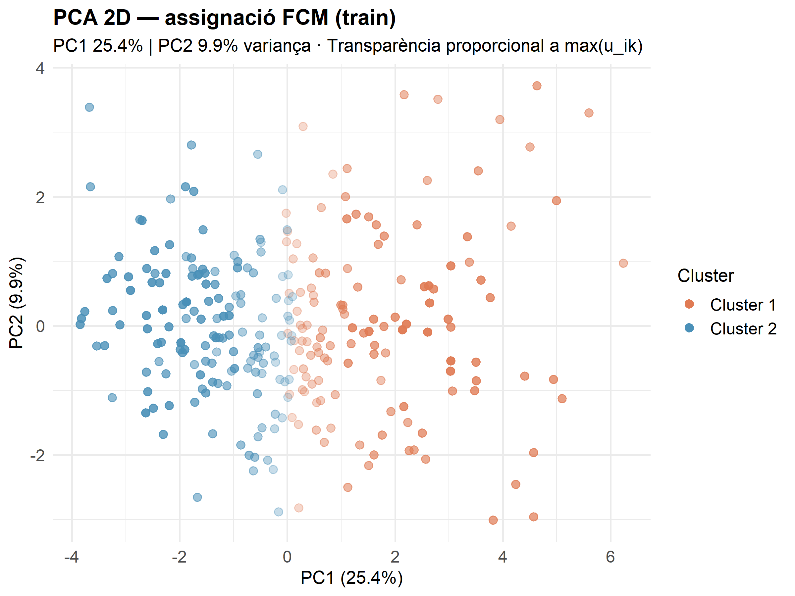 PCA 2D — assignació FCM (train)
PC1 25.4% | PC2 9.9% variança · Transparència proporcional a max(u_ik)
4
2
0
-2
PC2 (9.9%)
-4
-2
0
2
4
6
PC1 (25.4%)
Cluster
Cluster 1
Cluster 2